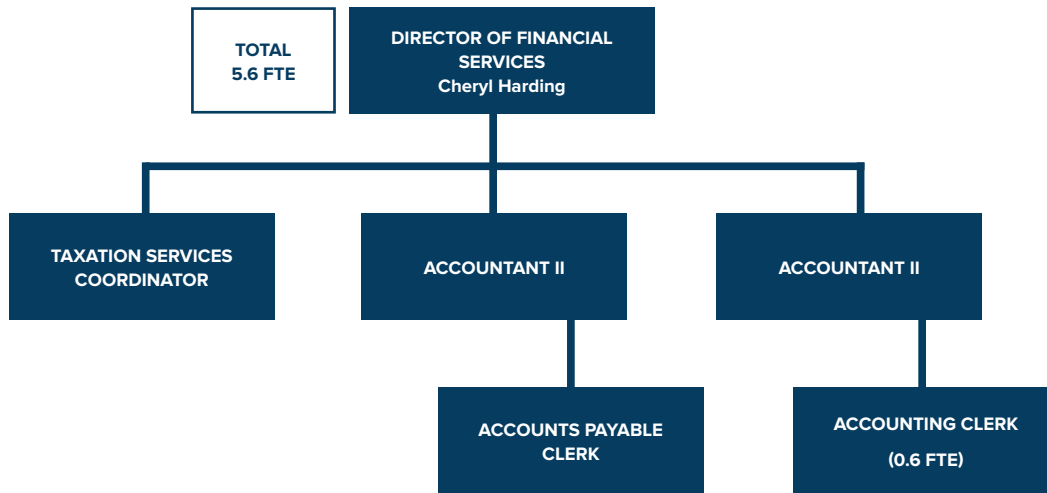 TOTAL
5.6 FTE
DIRECTOR OF FINANCIAL
SERVICES
Cheryl Harding
TAXATION SERVICES
COORDINATOR
ACCOUNTANT II
ACCOUNTANT II
ACCOUNTS PAYABLE
CLERK
ACCOUNTING CLERK
(0.6 FTE)